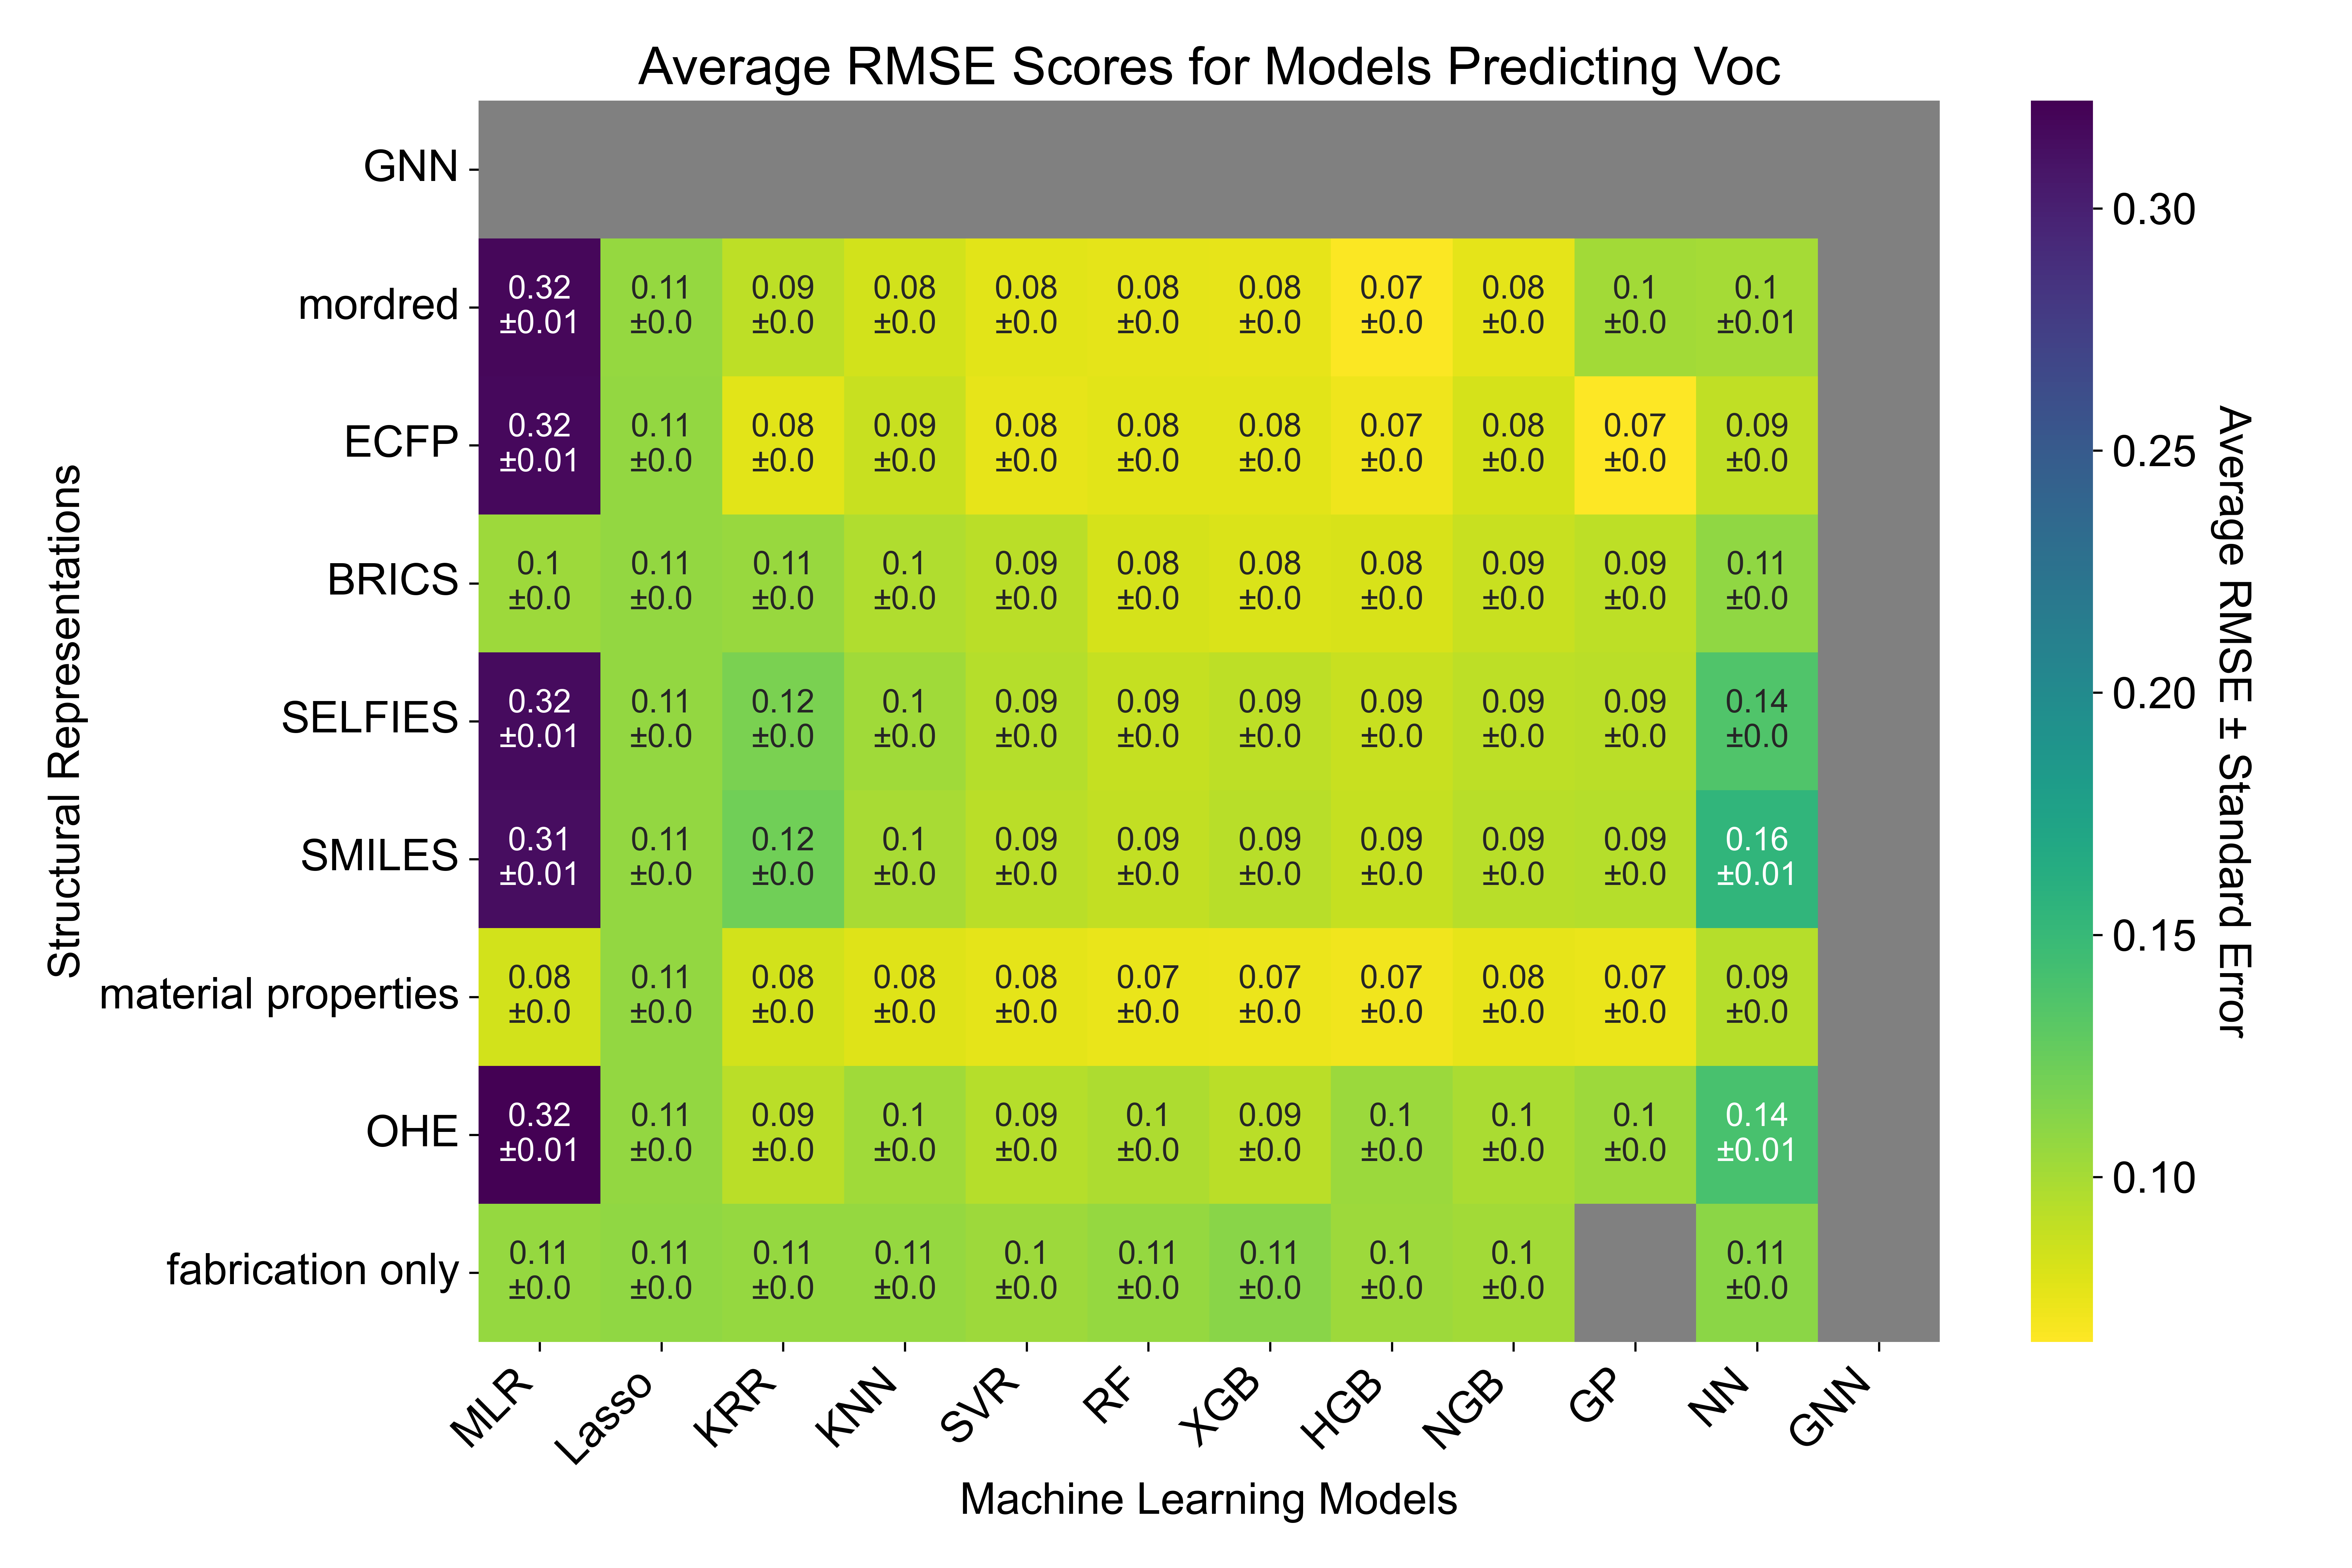 Average RMSE Scores for Models Predicting Voc
Structural Representations
GNN
mordred
0.32 0.11 0.09 0.08 0.08 0.08 0.08 0.07 0.08 0.1 0.1
±0.01 ±0.0 ±0.0 ±0.0 ±0.0 ±0.0 ±0.0 ±0.0 ±0.0 ±0.0 ±0.01
ECFP
0.32 0.11 0.08 0.09 0.08 0.08 0.08 0.07 0.08 0.07 0.09
±0.01 ±0.0 ±0.0 ±0.0 ±0.0 ±0.0 ±0.0 ±0.0 ±0.0 ±0.0 ±0.0
BRICS
0.1 0.11 0.11 0.1 0.09 0.08 0.08 0.08 0.09 0.09 0.11
±0.0 ±0.0 ±0.0 ±0.0 ±0.0 ±0.0 ±0.0 ±0.0 ±0.0 ±0.0 ±0.0
SELFIES
0.32 0.11 0.12 0.1 0.09 0.09 0.09 0.09 0.09 0.09 0.14
±0.01 ±0.0 ±0.0 ±0.0 ±0.0 ±0.0 ±0.0 ±0.0 ±0.0 ±0.0 ±0.0
SMILES
0.31 0.11 0.12 0.1 0.09 0.09 0.09 0.09 0.09 0.09 0.16
±0.01 ±0.0 ±0.0 ±0.0 ±0.0 ±0.0 ±0.0 ±0.0 ±0.0 ±0.0 ±0.01
material properties
0.08 0.11 0.08 0.08 0.08 0.07 0.07 0.07 0.08 0.07 0.09
±0.0 ±0.0 ±0.0 ±0.0 ±0.0 ±0.0 ±0.0 ±0.0 ±0.0 ±0.0 ±0.0
OHE
0.32 0.11 0.09 0.1 0.09 0.1 0.09 0.1 0.1 0.1 0.14
±0.01 ±0.0 ±0.0 ±0.0 ±0.0 ±0.0 ±0.0 ±0.0 ±0.0 ±0.0 ±0.01
fabrication only
0.11 0.11 0.11 0.11 0.1 0.11 0.11 0.1 0.1 0.11
±0.0 ±0.0 ±0.0 ±0.0 ±0.0 ±0.0 ±0.0 ±0.0 ±0.0 ±0.0
MLR Lasso KRR KNN SVR RF XGB HGB NGB GP NN GNN
Machine Learning Models
0.30
0.25
0.20
0.15
0.10
Average RMSE ± Standard Error